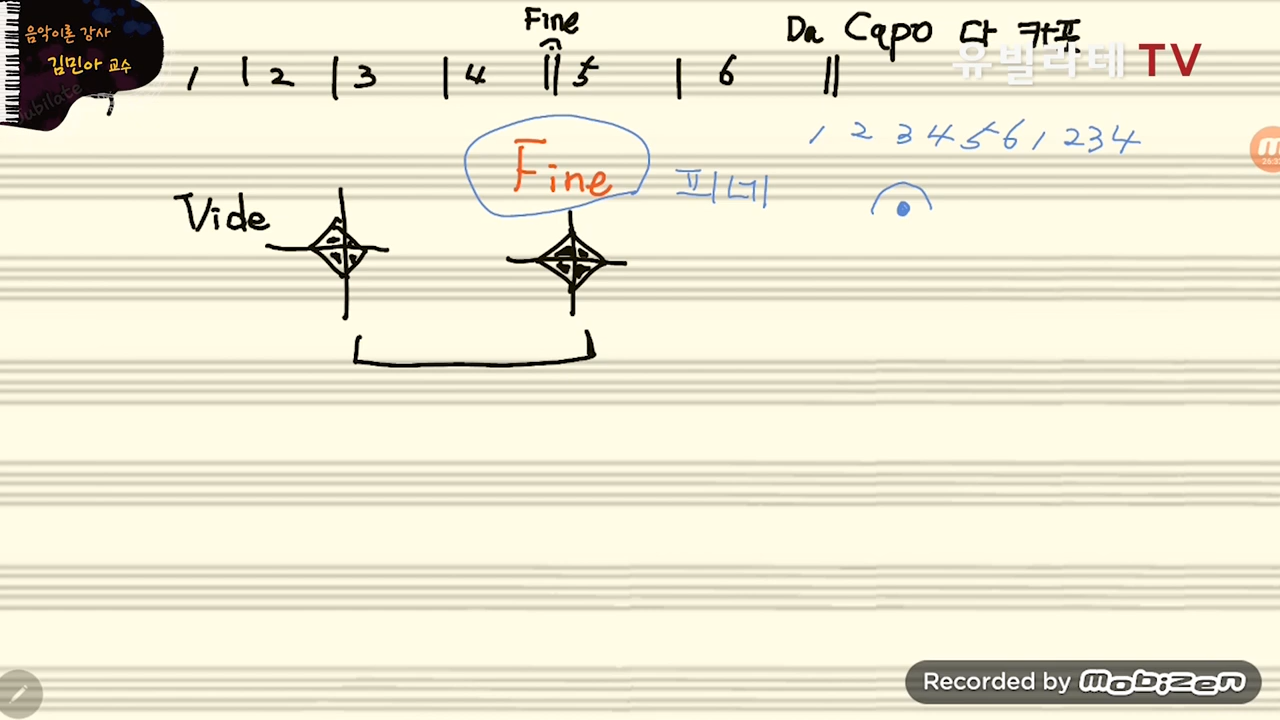 Fine
Da Capo 다 카포
음악이론 강사
김민아 교수
Jubilate
유빌라테 TV
1 | 2 | 3 | 4 || 5 | 6 ||
1 2 3 4 5 6 1 2 3 4
Fine 피네
Vide
Recorded by mobizen